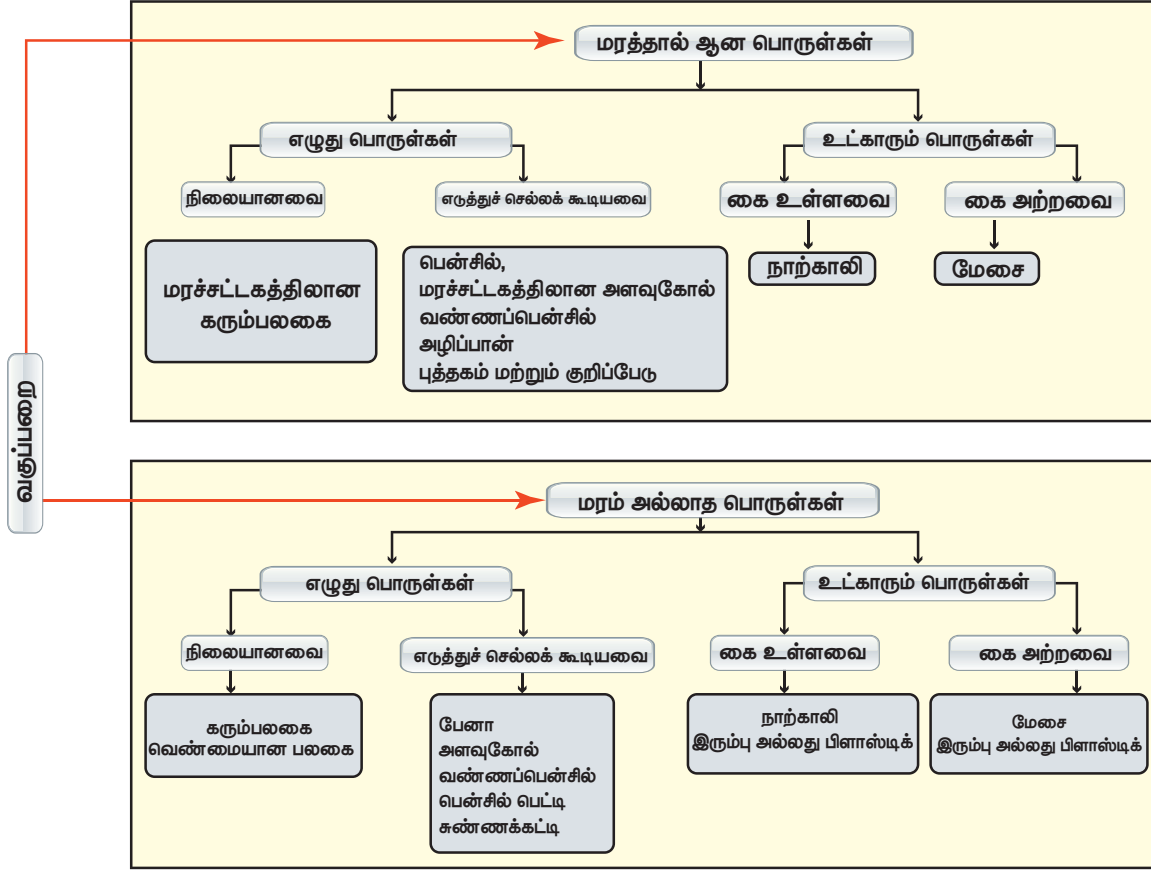 வகுப்பறை
மரத்தால் ஆன பொருள்கள்
எழுது பொருள்கள்
உட்காரும் பொருள்கள்
நிலையானவை
எடுத்துச் செல்லக் கூடியவை
கை உள்ளவை
கை அற்றவை
மரச்சட்டகத்திலான
கரும்பலகை
பென்சில்,
மரச்சட்டகத்திலான அளவுகோல்
வண்ணப்பென்சில்
அழிப்பான்
புத்தகம் மற்றும் குறிப்பேடு
நாற்காலி
மேசை
மரம் அல்லாத பொருள்கள்
எழுது பொருள்கள்
உட்காரும் பொருள்கள்
நிலையானவை
எடுத்துச் செல்லக் கூடியவை
கை உள்ளவை
கை அற்றவை
கரும்பலகை
வெண்மையான பலகை
பேனா
அளவுகோல்
வண்ணப்பென்சில்
பென்சில் பெட்டி
சுண்ணக்கட்டி
நாற்காலி
இரும்பு அல்லது பிளாஸ்டிக்
மேசை
இரும்பு அல்லது பிளாஸ்டிக்